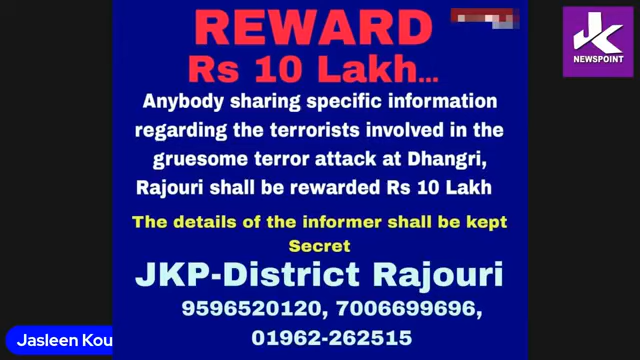 REWARD
Rs 10 Lakh...
Anybody sharing specific information
regarding the terrorists involved in the
gruesome terror attack at Dhangri,
Rajouri shall be rewarded Rs 10 Lakh
The details of the informer shall be kept
Secret
JKP-District Rajouri
9596520120, 7006699696,
01962-262515
JK
NEWSPOINT
Jasleen Kou